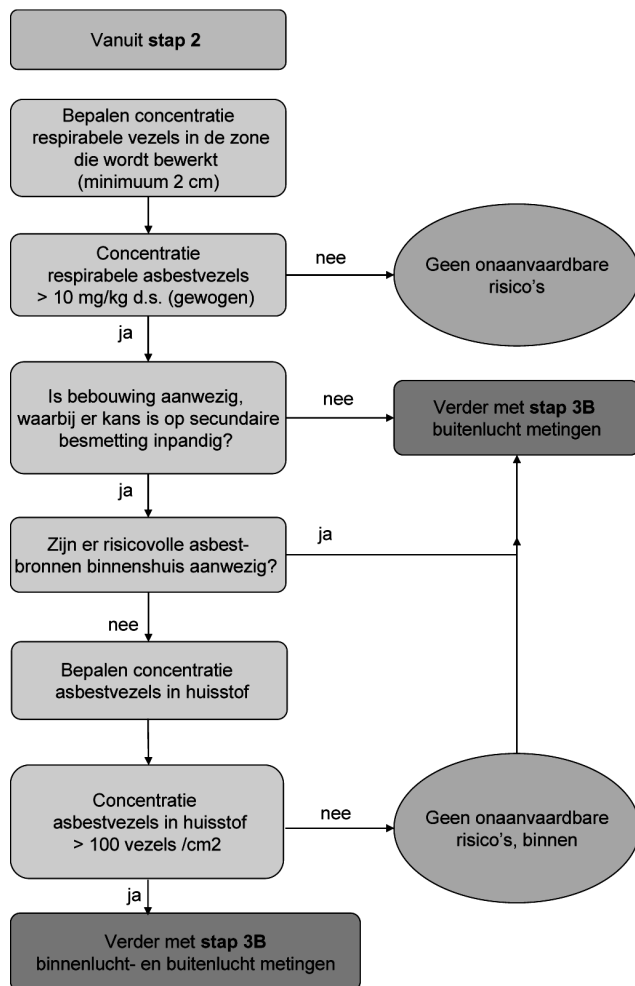 Vanuit stap 2
Bepalen concentratie
respirabele vezels in de zone
die wordt bewerkt
(minimum 2 cm)
Concentratie
respirabele asbestvezels
> 10 mg/kg d.s. (gewogen)
nee
Geen onaanvaardbare
risico's
ja
Is bebouwing aanwezig,
waarbij er kans is op secundaire
besmetting inpandig?
nee
Verder met stap 3B
buitenlucht metingen
ja
Zijn er risicovolle asbest-
bronnen binnenshuis aanwezig?
ja
nee
Bepalen concentratie
asbestvezels in huisstof
Concentratie
asbestvezels in huisstof
> 100 vezels /cm2
nee
Geen onaanvaardbare
risico's, binnen
ja
Verder met stap 3B
binnenlucht- en buitenlucht metingen